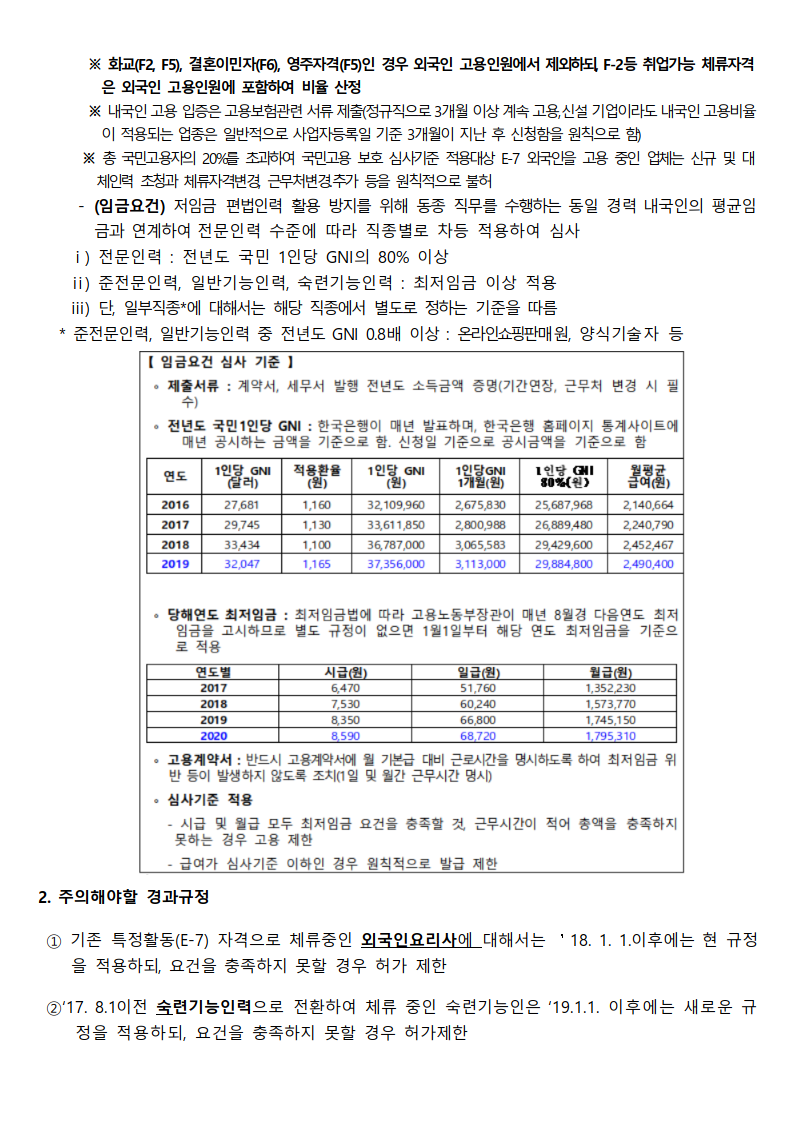 ※ 화교(F2, F5), 결혼이민자(F6), 영주자격(F5)인 경우 외국인 고용인원에서 제외하되, F-2등 취업가능 체류자격
은 외국인 고용인원에 포함하여 비율 산정
※ 내국인 고용 입증은 고용보험관련 서류 제출(정규직으로 3개월 이상 계속 고용,신설 기업이라도 내국인 고용비율
이 적용되는 업종은 일반적으로 사업자등록일 기준 3개월이 지난 후 신청함을 원칙으로 함)
※ 총 국민고용자의 20%를 초과하여 국민고용 보호 심사기준 적용대상 E-7 외국인을 고용 중인 업체는 신규 및 대
체인력 초청과 체류자격변경, 근무처변경.추가 등을 원칙적으로 불허
- (임금요건) 저임금 편법인력 활용 방지를 위해 동종 직무를 수행하는 동일 경력 내국인의 평균임
금과 연계하여 전문인력 수준에 따라 직종별로 차등 적용하여 심사
ⅰ) 전문인력 : 전년도 국민 1인당 GNI의 80% 이상
ii) 준전문인력, 일반기능인력, 숙련기능인력 : 최저임금 이상 적용
iii) 단, 일부직종*에 대해서는 해당 직종에서 별도로 정하는 기준을 따름
* 준전문인력, 일반기능인력 중 전년도 GNI 0.8배 이상 : 온라인쇼핑판매원, 양식기술자 등
【 임금요건 심사 기준 】
∘ 제출서류 : 계약서, 세무서 발행 전년도 소득금액 증명(기간연장, 근무처 변경 시 필
수)
∘ 전년도 국민1인당 GNI : 한국은행이 매년 발표하며, 한국은행 홈페이지 통계사이트에
매년 공시하는 금액을 기준으로 함. 신청일 기준으로 공시금액을 기준으로 함
연도 1인당 GNI (달러) 적용환율 (원) 1인당 GNI (원) 1인당GNI 1개월(원) 1인당 GNI 80%(원) 월평균 급여(원)
2016 27,681 1,160 32,109,960 2,675,830 25,687,968 2,140,664
2017 29,745 1,130 33,611,850 2,800,988 26,889,480 2,240,790
2018 33,434 1,100 36,787,000 3,065,583 29,429,600 2,452,467
2019 32,047 1,165 37,356,000 3,113,000 29,884,800 2,490,400
∘ 당해연도 최저임금 : 최저임금법에 따라 고용노동부장관이 매년 8월경 다음연도 최저
임금을 고시하므로 별도 규정이 없으면 1월1일부터 해당 연도 최저임금을 기준으
로 적용
연도별 시급(원) 일급(원) 월급(원)
2017 6,470 51,760 1,352,230
2018 7,530 60,240 1,573,770
2019 8,350 66,800 1,745,150
2020 8,590 68,720 1,795,310
∘ 고용계약서 : 반드시 고용계약서에 월 기본급 대비 근로시간을 명시하도록 하여 최저임금 위
반 등이 발생하지 않도록 조치(1일 및 월간 근무시간 명시)
∘ 심사기준 적용
- 시급 및 월급 모두 최저임금 요건을 충족할 것, 근무시간이 적어 총액을 충족하지
못하는 경우 고용 제한
- 급여가 심사기준 이하인 경우 원칙적으로 발급 제한
2. 주의해야할 경과규정
① 기존 특정활동(E-7) 자격으로 체류중인 외국인요리사에 대해서는 ‵18. 1. 1.이후에는 현 규정
을 적용하되, 요건을 충족하지 못할 경우 허가 제한
②‘17. 8.1이전 숙련기능인력으로 전환하여 체류 중인 숙련기능인은 ‘19.1.1. 이후에는 새로운 규
정을 적용하되, 요건을 충족하지 못할 경우 허가제한